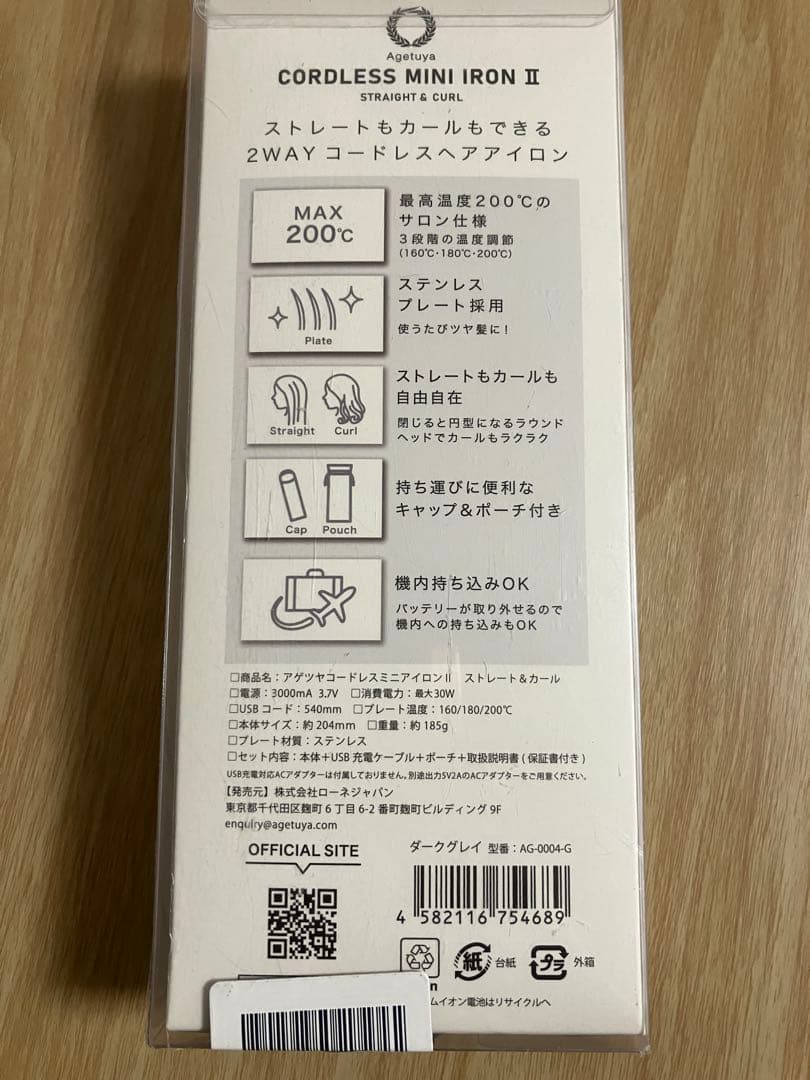 Agetuya
CORDLESS MINI IRON Ⅱ
STRAIGHT & CURL
ストレートもカールもできる
2WAY コードレスヘアアイロン
MAX
200℃
最高温度200℃の
サロン仕様
3段階の温度調節
(160℃・180℃・200℃)
Plate
ステンレス
プレート採用
使うたびツヤ髪に!
Straight Curl
ストレートもカールも
自由自在
閉じると円型になるラウンド
ヘッドでカールもラクラク
Cap Pouch
持ち運びに便利な
キャップ&ポーチ付き
機内持ち込みOK
バッテリーが取り外せるので
機内への持ち込みもOK
□商品名：アゲツヤコードレスミニアイロンⅡ ストレート＆カール
□電源：3000mA 3.7V □消費電力：最大30W
□USBコード：540mm □プレート温度：160/180/200℃
□本体サイズ：約204mm □重量：約185g
□プレート材質：ステンレス
□セット内容：本体＋USB充電ケーブル＋ポーチ＋取扱説明書(保証書付き)
USB充電対応ACアダプターは付属しておりません。別途出力5V2AのACアダプターをご用意ください。
【発売元】株式会社ローネジャパン
東京都千代田区麹町6丁目6-2番町麹町ビルディング9F
enquiry@agetuya.com
OFFICIAL SITE
ダークグレイ 型番：AG-0004-G
4 582116 754689
紙 台紙
プラ 外箱
ムイオン電池はリサイクルへ